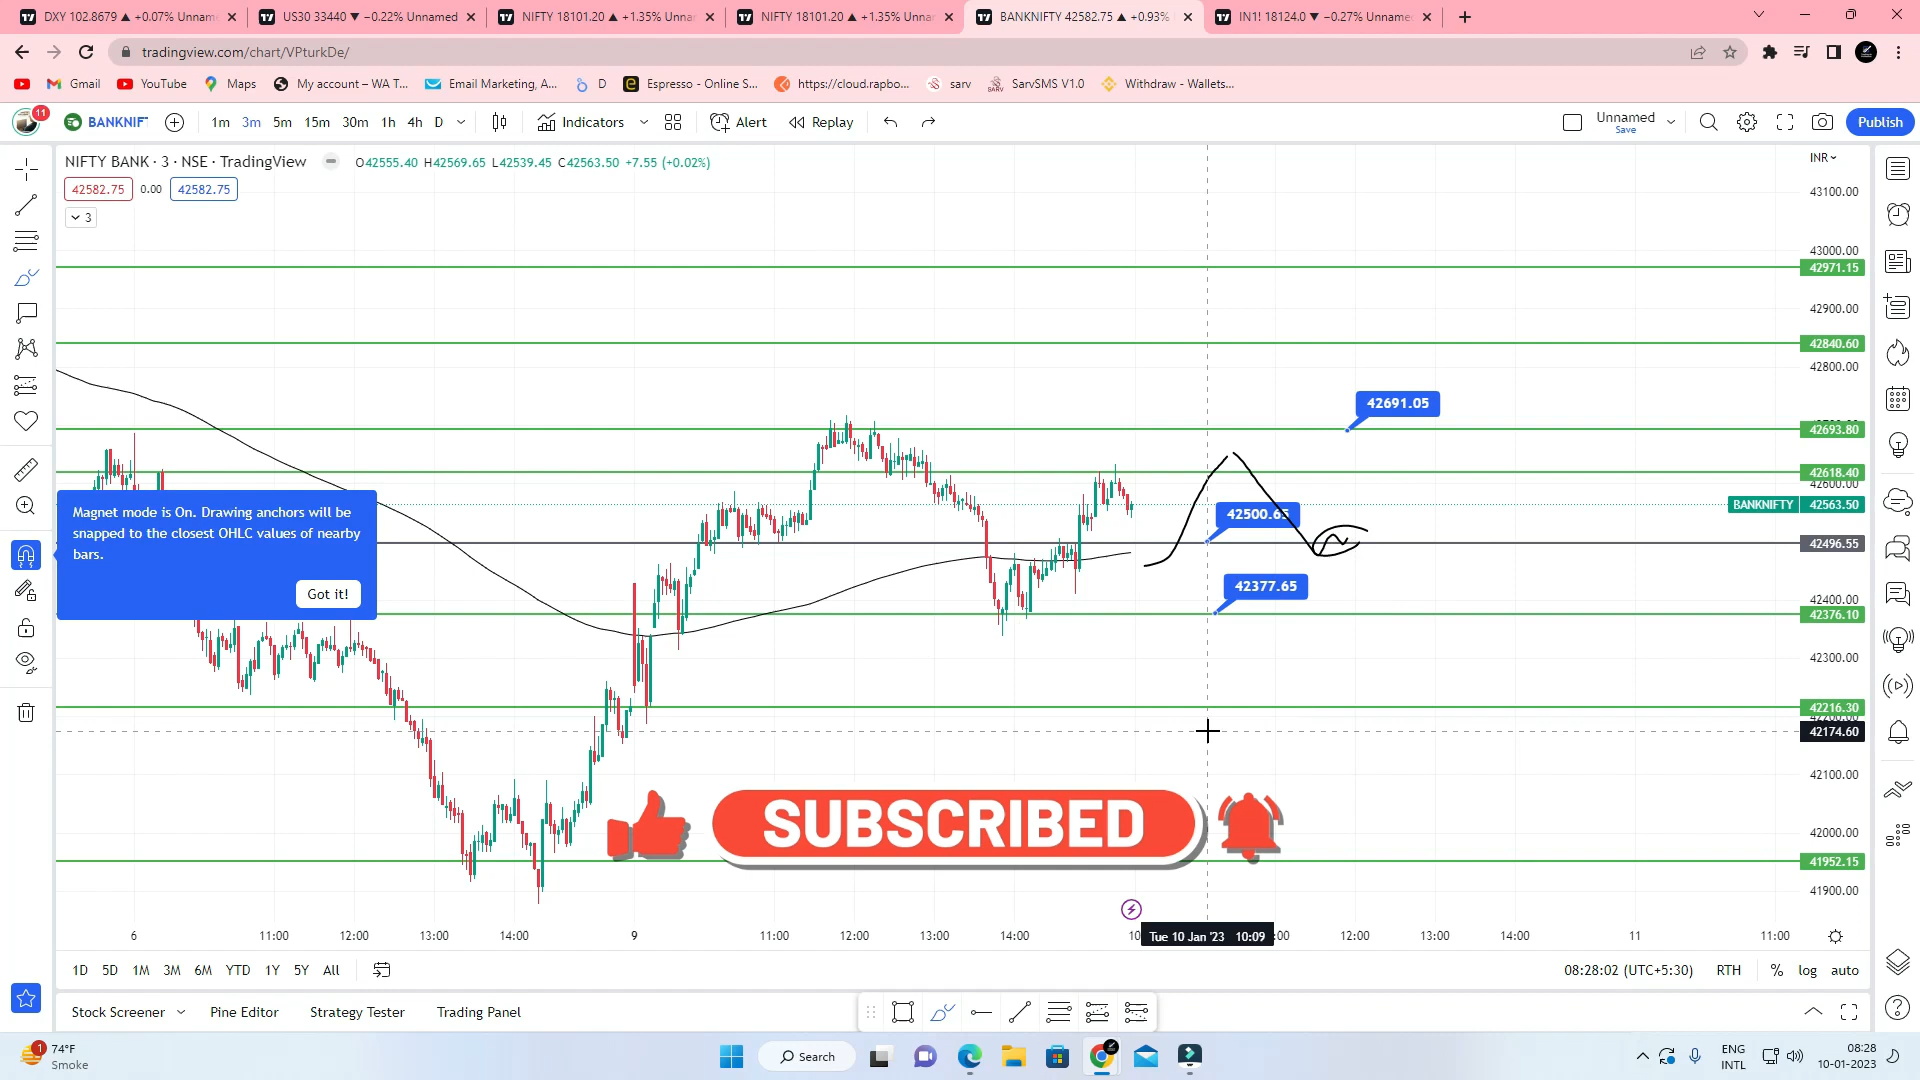 DXY 102.8679 ▲ +0.07% Unnam
US30 33440 ▼ −0.22% Unnamed
NIFTY 18101.20 ▲ +1.35% Unna
NIFTY 18101.20 ▲ +1.35% Unna
BANKNIFTY 42582.75 ▲ +0.93%
IN1! 18124.0 ▼ −0.27% Unname
tradingview.com/chart/VPturkDe/
Gmail
YouTube
Maps
My account – WA T...
Email Marketing, A...
D
Espresso - Online S...
https://cloud.rapbo...
sarv
SarvSMS V1.0
Withdraw - Wallets...
11
BANKNIF
1m 3m 5m 15m 30m 1h 4h D
Indicators
Alert
Replay
Unnamed
Save
Publish
NIFTY BANK · 3 · NSE · TradingView
O42555.40 H42569.65 L42539.45 C42563.50 +7.55 (+0.02%)
INR
42582.75 0.00 42582.75
3
43100.00
43000.00
42971.15
42900.00
42840.60
42800.00
42691.05
42693.80
42618.40
42600.00
BANKNIFTY 42563.50
42500.65
42496.55
42377.65
42400.00
42376.10
42300.00
42216.30
42200.00
42174.60
42100.00
42000.00
41952.15
41900.00
Magnet mode is On. Drawing anchors will be
snapped to the closest OHLC values of nearby
bars.
Got it!
SUBSCRIBED
6 11:00 12:00 13:00 14:00 9 11:00 12:00 13:00 14:00 10 Tue 10 Jan '23 10:09 :00 12:00 13:00 14:00 11 11:00
1D 5D 1M 3M 6M YTD 1Y 5Y All
08:28:02 (UTC+5:30) RTH % log auto
Stock Screener
Pine Editor
Strategy Tester
Trading Panel
1
74°F
Smoke
Search
ENG
INTL
08:28
10-01-2023